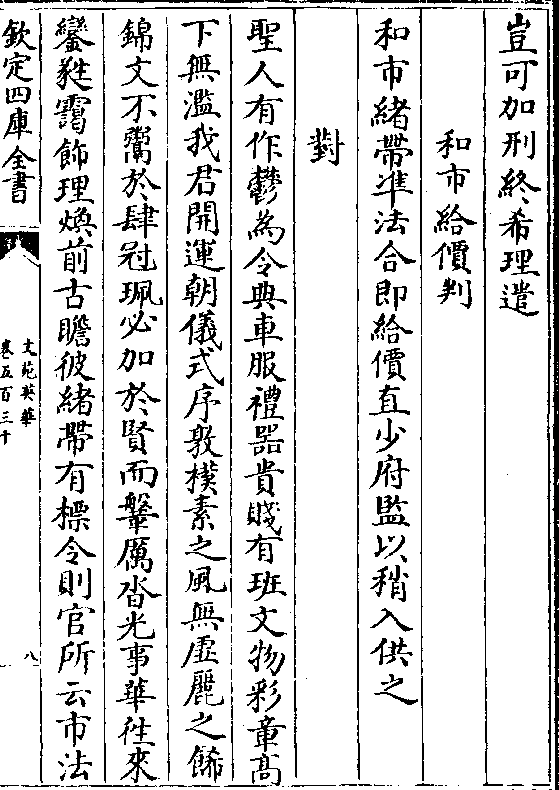 豈可加刑終希理遣
和市給價判
和市緒帶準法合即給價直少府監以稍入供之
對
聖人有作鬱為令典車服禮器貴賤有班文物彩章高
下無濫我君開運朝儀式序敦樸素之風無虛麗之餙
錦文不鬻於肆冠珮必加於賢而鞶厲沓光事華徃來
鑾㲝靄飾理煥前古瞻彼緒帶有標令則官所云市法
欽定四庫全書
文苑英華
卷五百三十
八